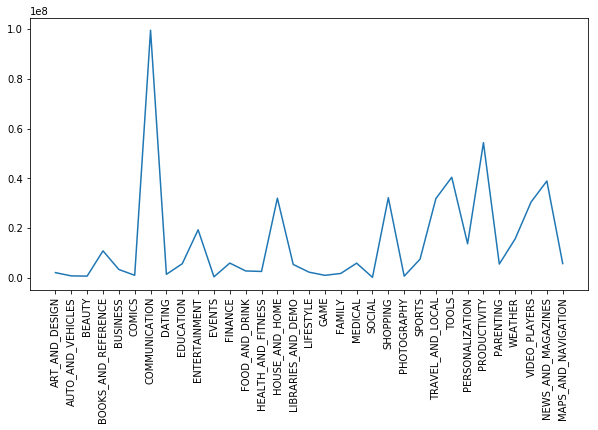 1e8
1.0
0.8
0.6
0.4
0.2
0.0
ART_AND_DESIGN
AUTO_AND_VEHICLES
BEAUTY
BOOKS_AND_REFERENCE
BUSINESS
COMICS
COMMUNICATION
DATING
EDUCATION
ENTERTAINMENT
EVENTS
FINANCE
FOOD_AND_DRINK
HEALTH_AND_FITNESS
HOUSE_AND_HOME
LIBRARIES_AND_DEMO
LIFESTYLE
GAME
FAMILY
MEDICAL
SOCIAL
SHOPPING
PHOTOGRAPHY
SPORTS
TRAVEL_AND_LOCAL
TOOLS
PERSONALIZATION
PRODUCTIVITY
PARENTING
WEATHER
VIDEO_PLAYERS
NEWS_AND_MAGAZINES
MAPS_AND_NAVIGATION